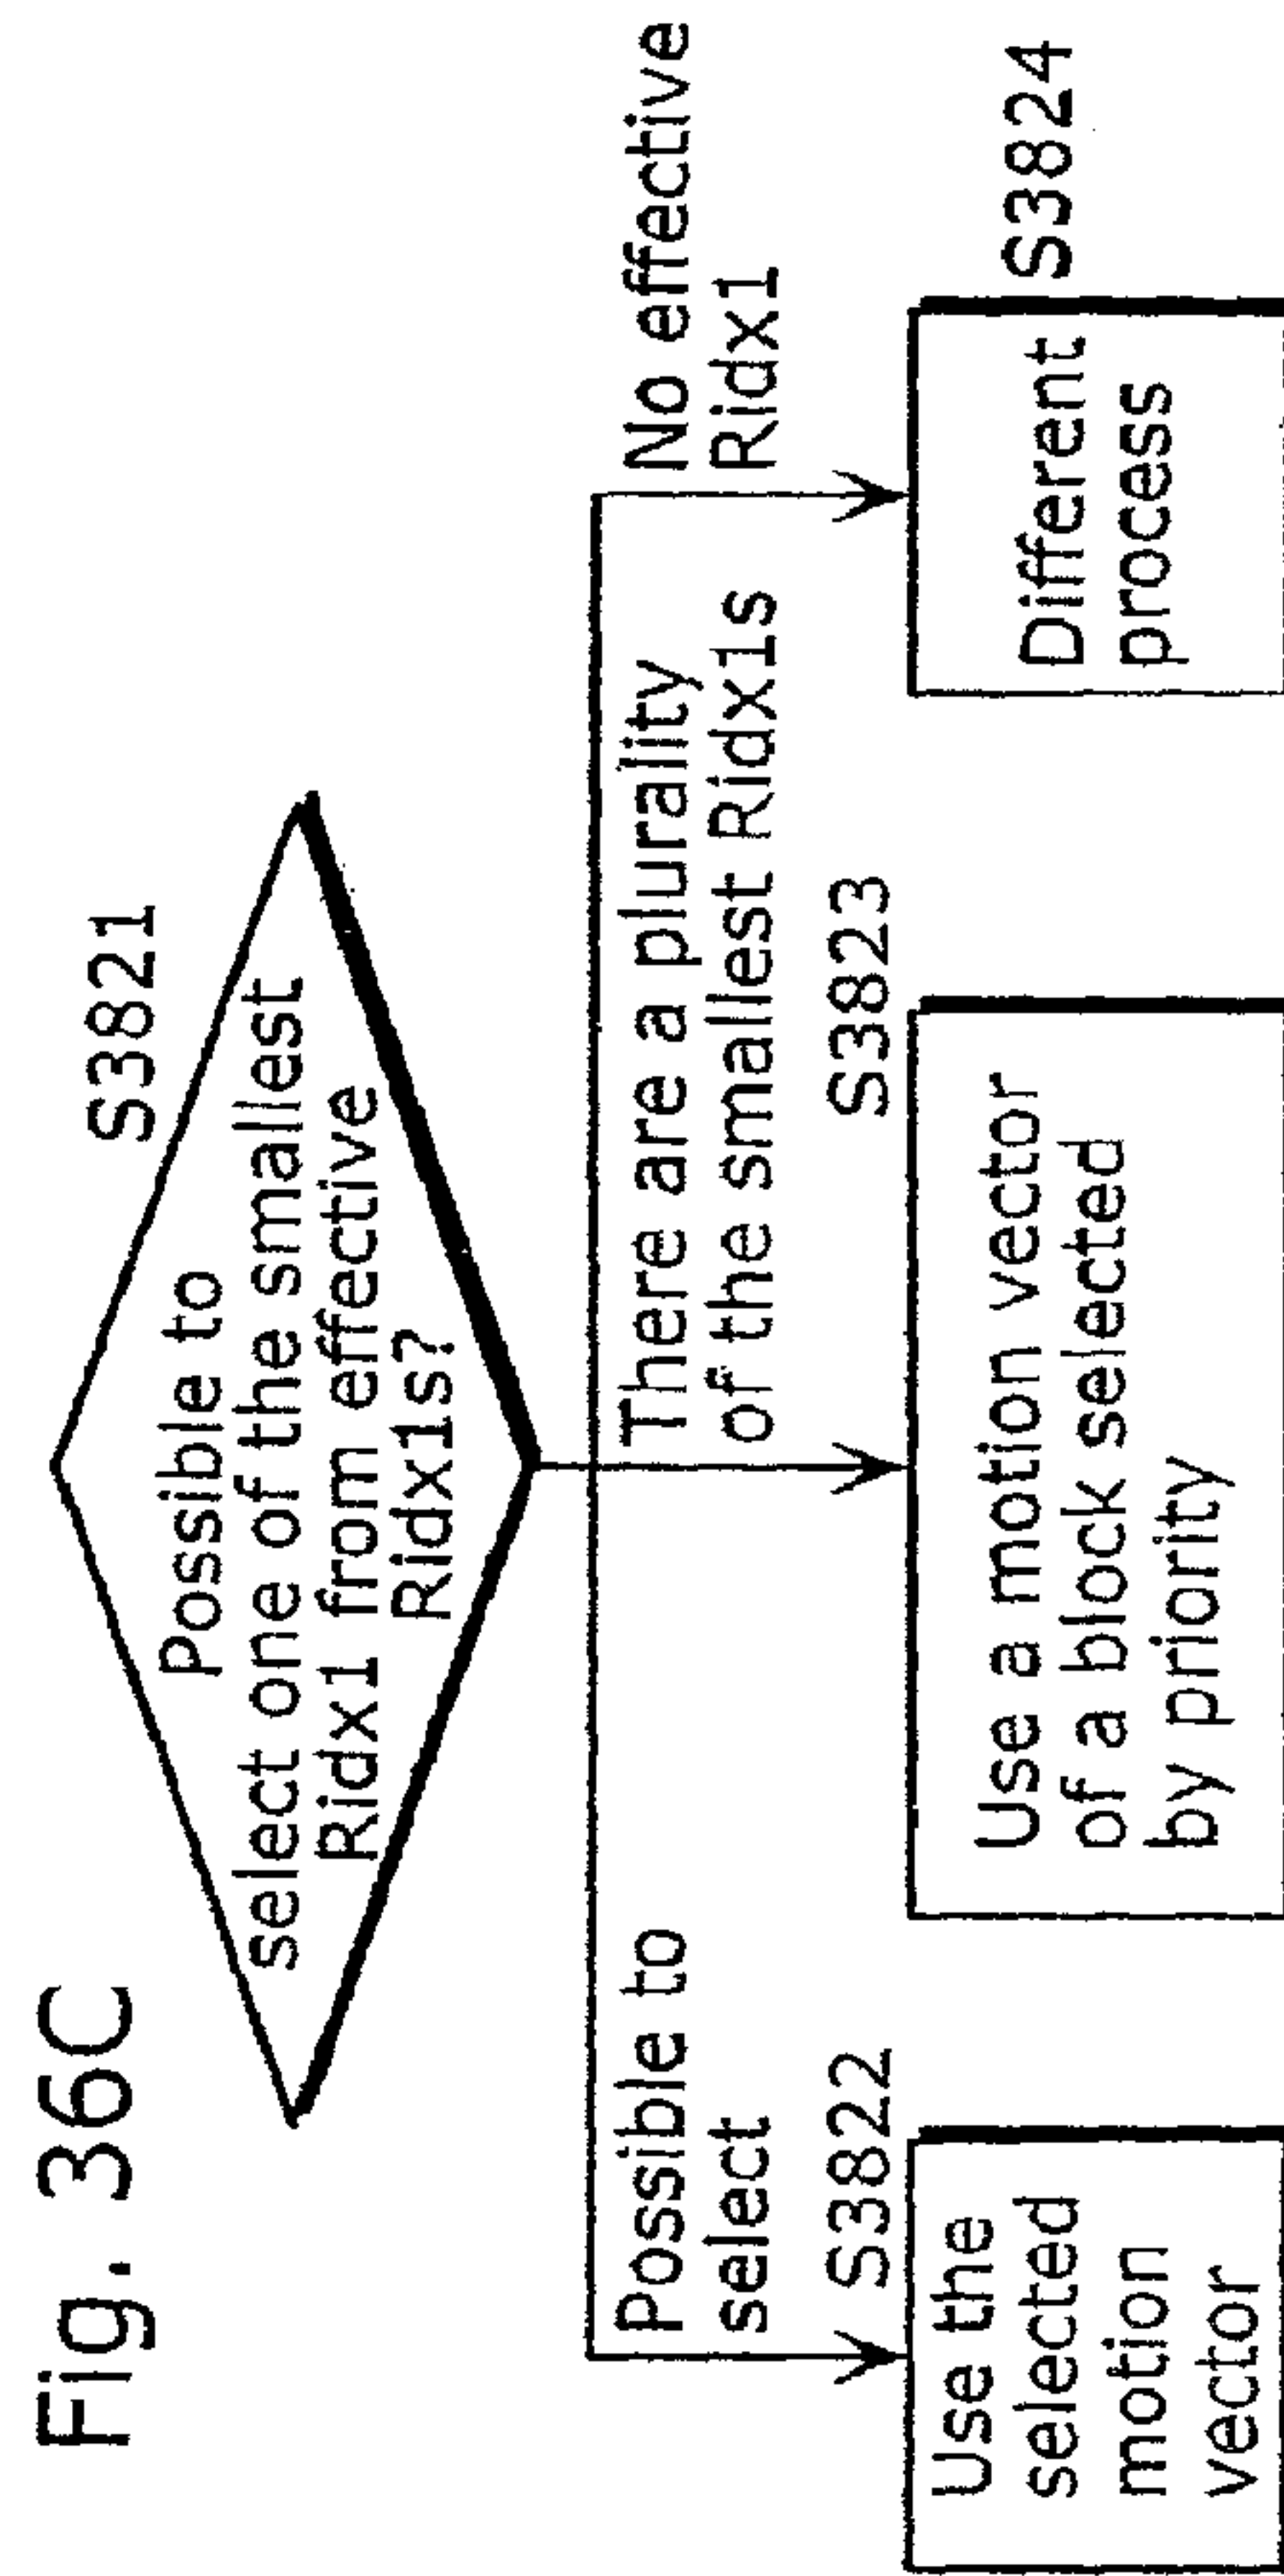 Fig. 36C
S3821
Possible to
select one of the smallest
Ridx1 from effective
Ridx1s?
Possible to
select
There are a plurality
of the smallest Ridx1s
No effective
Ridx1
S3822
Use the
selected
motion
vector
S3823
Use a motion vector
of a block selected
by priority
S3824
Different
process